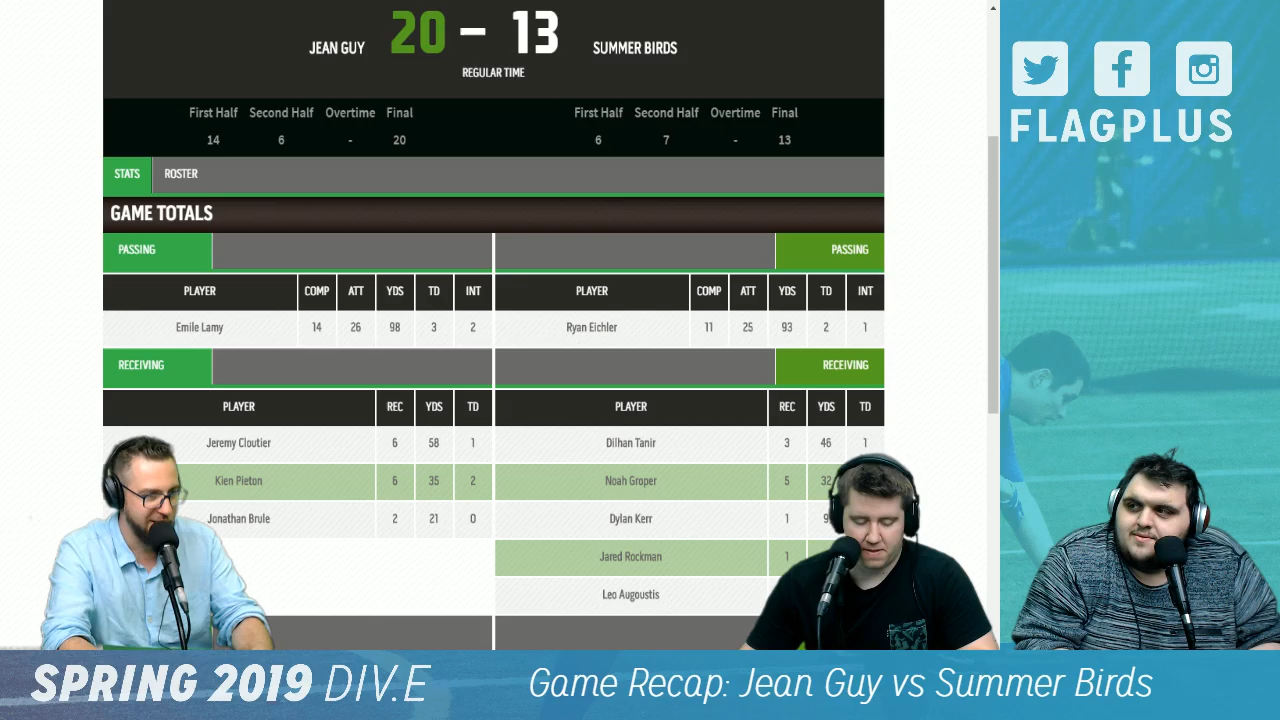 JEAN GUY 20 – 13 SUMMER BIRDS
REGULAR TIME
First Half Second Half Overtime Final First Half Second Half Overtime Final
14 6 - 20 6 7 - 13
STATS ROSTER
GAME TOTALS
PASSING PASSING
PLAYER COMP ATT YDS TD INT PLAYER COMP ATT YDS TD INT
Emile Lamy 14 26 98 3 2 Ryan Eichler 11 25 93 2 1
RECEIVING RECEIVING
PLAYER REC YDS TD PLAYER REC YDS TD
Jeremy Cloutier 6 58 1 Dilhan Tanir 3 46 1
Kien Pieton 6 35 2 Noah Groper 5 32
Jonathan Brule 2 21 0 Dylan Kerr 1 9
Jared Rockman 1
Leo Augoustis
FLAGPLUS
SPRING 2019 DIV.E
Game Recap: Jean Guy vs Summer Birds